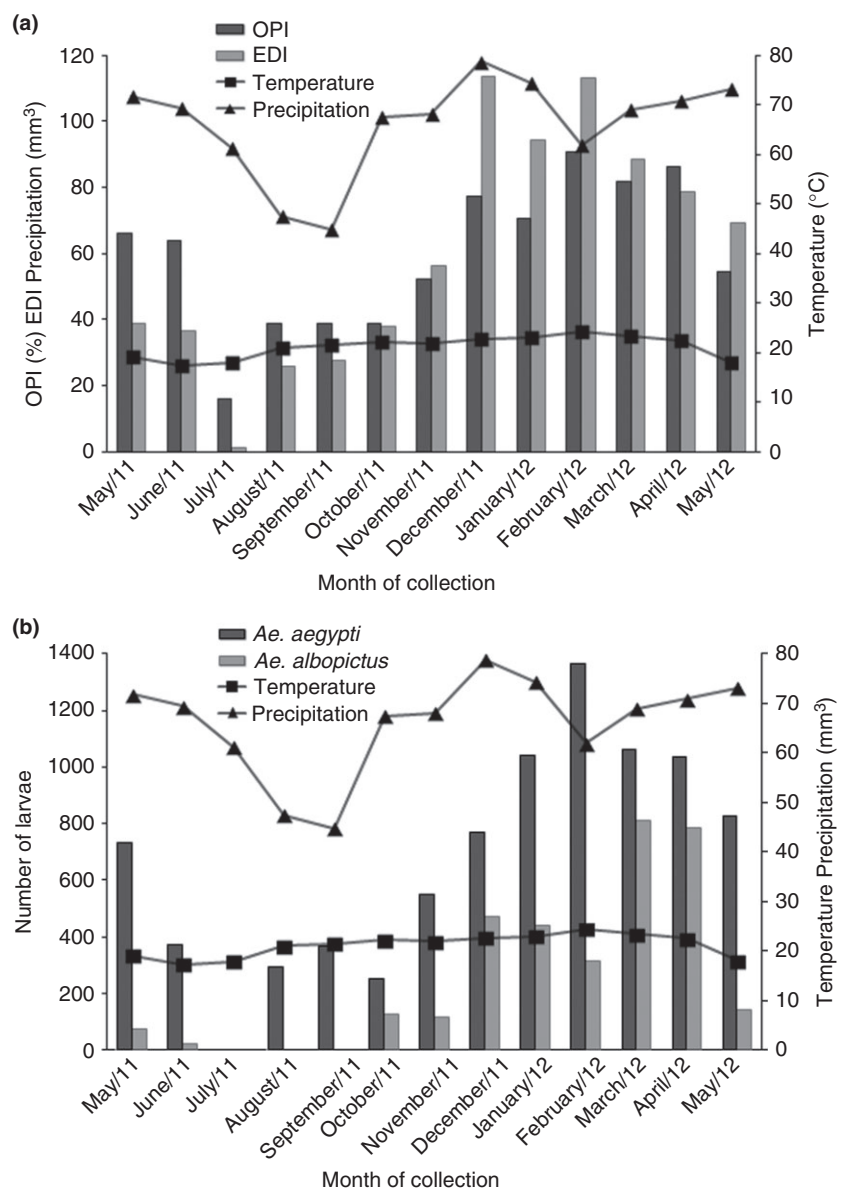 (a)
OPI
EDI
Temperature
Precipitation
120
100
80
60
40
20
0
OPI (%) EDI Precipitation (mm³)
80
70
60
50
40
30
20
10
0
Temperature (°C)
May/11
June/11
July/11
August/11
September/11
October/11
November/11
December/11
January/12
February/12
March/12
April/12
May/12
Month of collection
(b)
Ae. aegypti
Ae. albopictus
Temperature
Precipitation
1400
1200
1000
800
600
400
200
0
Number of larvae
80
70
60
50
40
30
20
10
0
Temperature Precipitation (mm³)
May/11
June/11
July/11
August/11
September/11
October/11
November/11
December/11
January/12
February/12
March/12
April/12
May/12
Month of collection